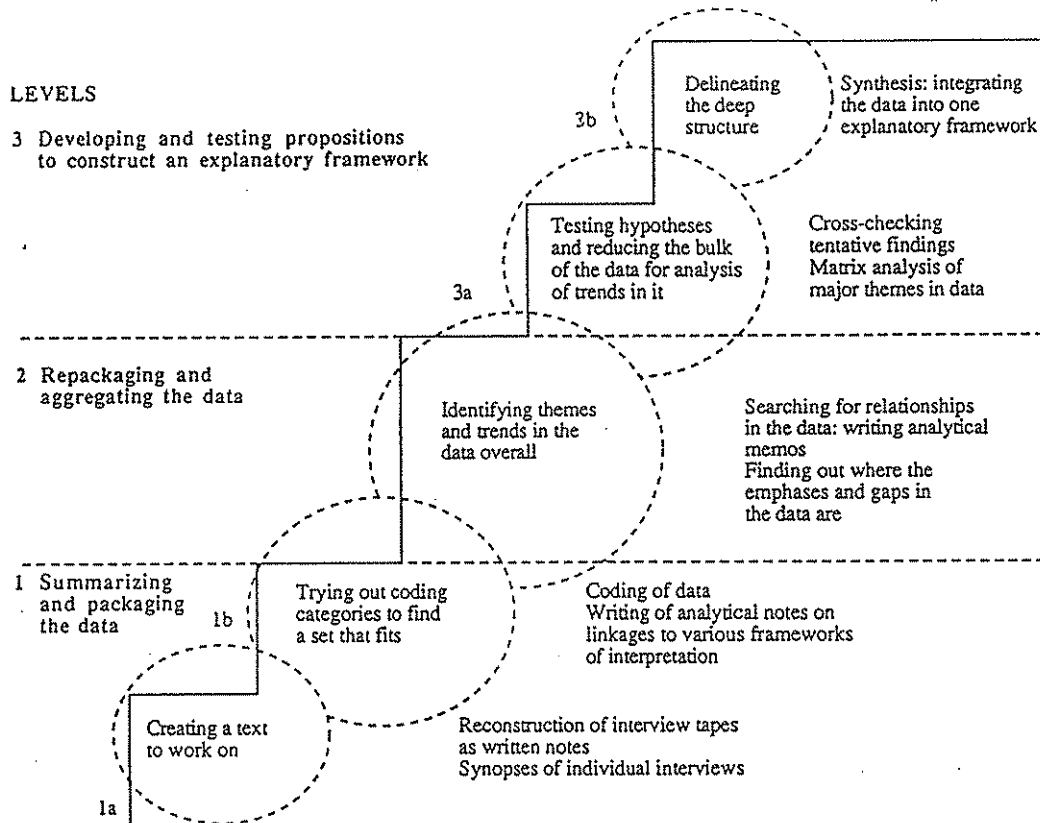 LEVELS
3 Developing and testing propositions
to construct an explanatory framework
3b
Delineating
the deep
structure
Synthesis: integrating
the data into one
explanatory framework
3a
Testing hypotheses
and reducing the bulk
of the data for analysis
of trends in it
Cross-checking
tentative findings
Matrix analysis of
major themes in data
2 Repackaging and
aggregating the data
Identifying themes
and trends in the
data overall
Searching for relationships
in the data: writing analytical
memos
Finding out where the
emphases and gaps in
the data are
1 Summarizing
and packaging
the data
1b
Trying out coding
categories to find
a set that fits
Coding of data
Writing of analytical notes on
linkages to various frameworks
of interpretation
1a
Creating a text
to work on
Reconstruction of interview tapes
as written notes
Synopses of individual interviews